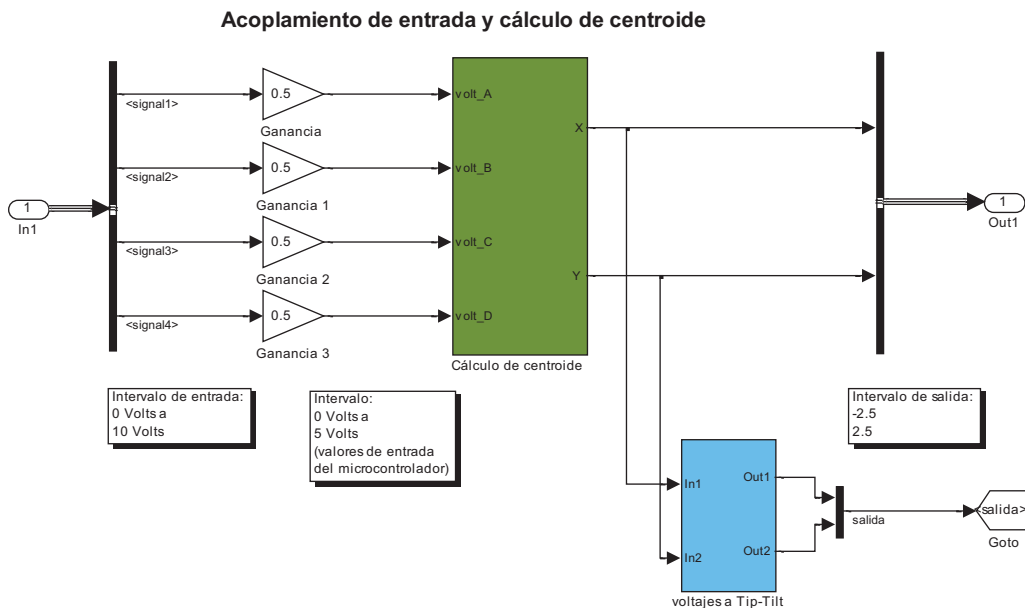 Acoplamiento de entrada y cálculo de centroide
1
In1
<signal1>
<signal2>
<signal3>
<signal4>
0.5
Ganancia
0.5
Ganancia 1
0.5
Ganancia 2
0.5
Ganancia 3
volt_A
volt_B
volt_C
volt_D
X
Y
Cálculo de centroide
1
Out1
Intervalo de entrada:
0 Volts a
10 Volts
Intervalo:
0 Volts a
5 Volts
(valores de entrada
del microcontrolador)
Intervalo de salida:
-2.5
2.5
In1
In2
Out1
Out2
voltajes a Tip-Tilt
salida
<salida>
Goto